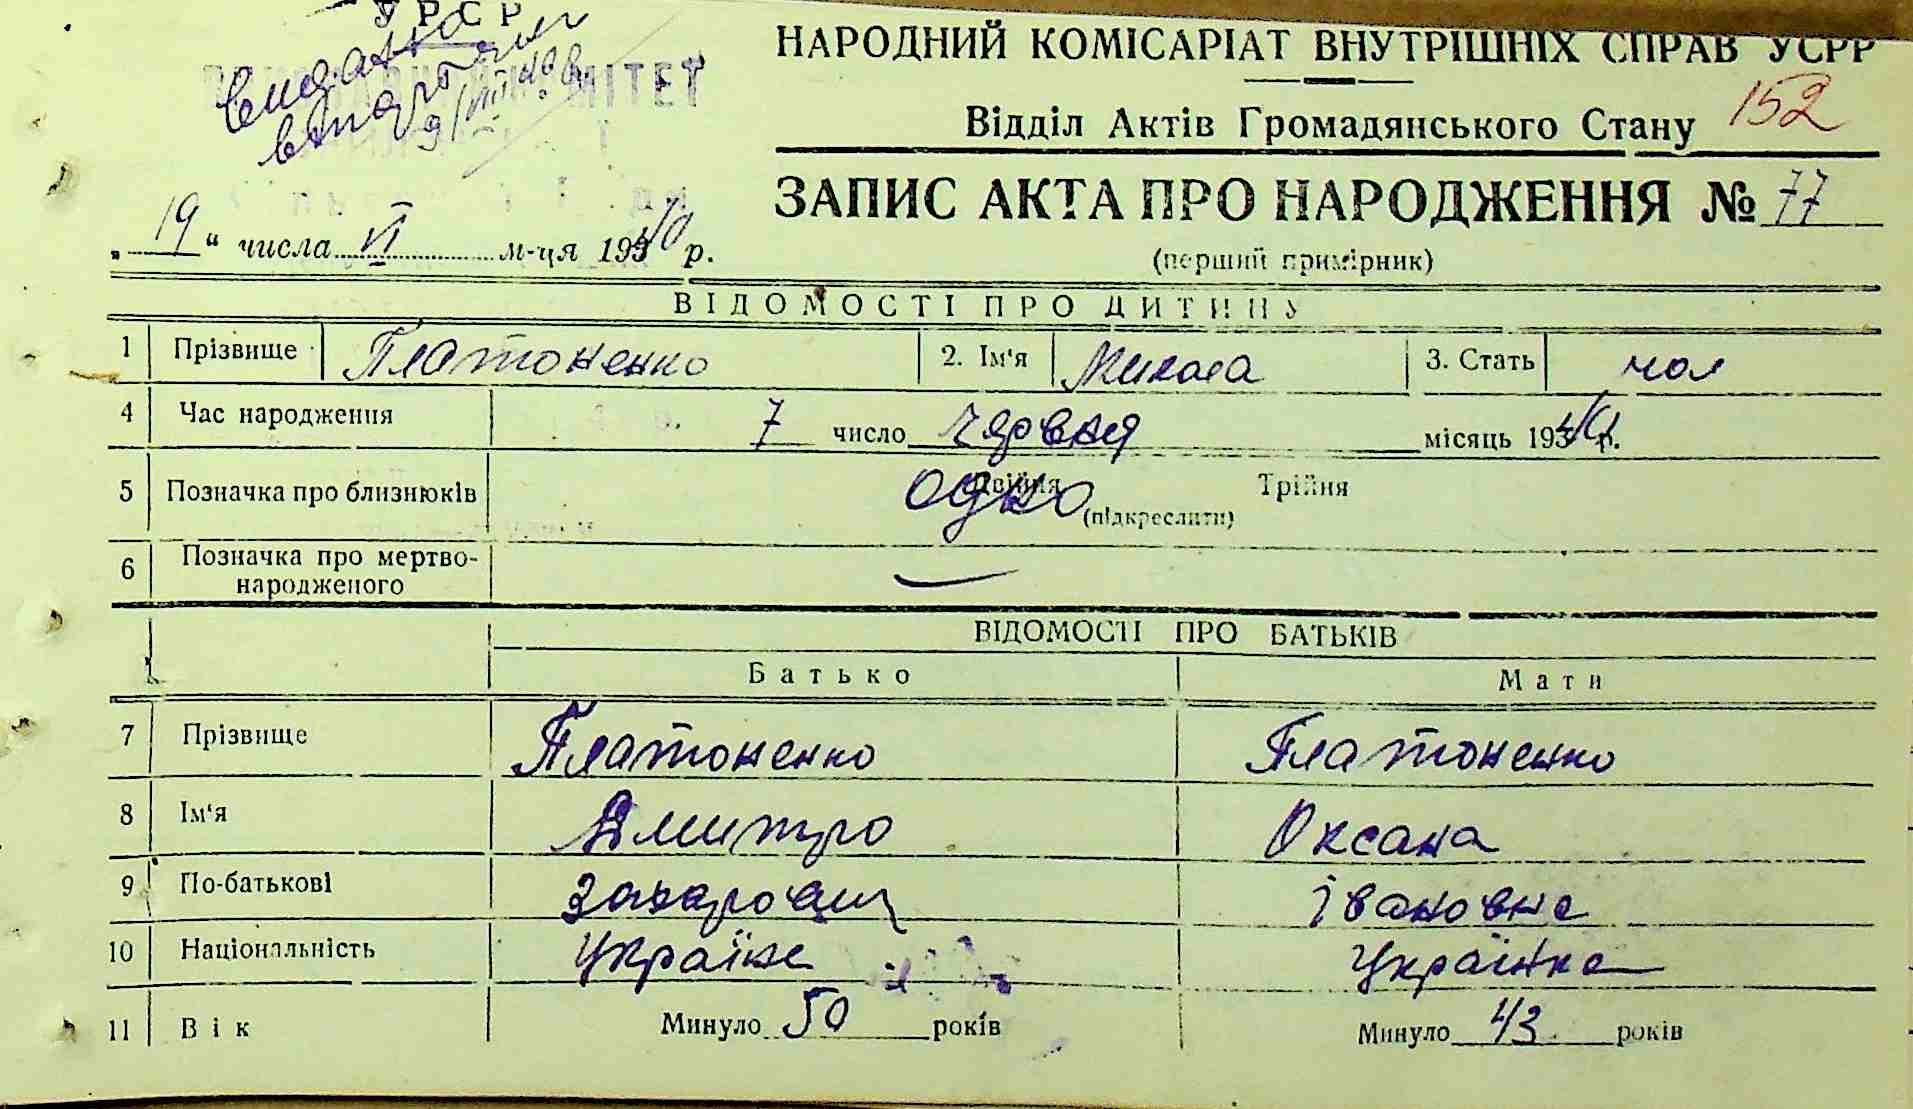 УРСР
видано
вдруге
НАРОДНИЙ КОМІСАРІАТ ВНУТРІШНІХ СПРАВ УСРР
Відділ Актів Громадянського Стану 152
ЗАПИС АКТА ПРО НАРОДЖЕННЯ № 77
(перший примірник)
„ 19 “ числа VI м-ця 1940 р.
ВІДОМОСТІ ПРО ДИТИНУ
1 Прізвище Платоненко 2. Ім'я Микола 3. Стать чол
4 Час народження 7 число червня місяць 1940 р.
5 Позначка про близнюків одно Двійня Трійня
(підкреслити)
6 Позначка про мертво-
народженого —
ВІДОМОСТІ ПРО БАТЬКІВ
Батько Мати
7 Прізвище Платоненко Платоненко
8 Ім'я Дмитро Оксана
9 По-батькові Захарович Івановна
10 Національність Україне Українка
11 Вік Минуло 50 років Минуло 43 років